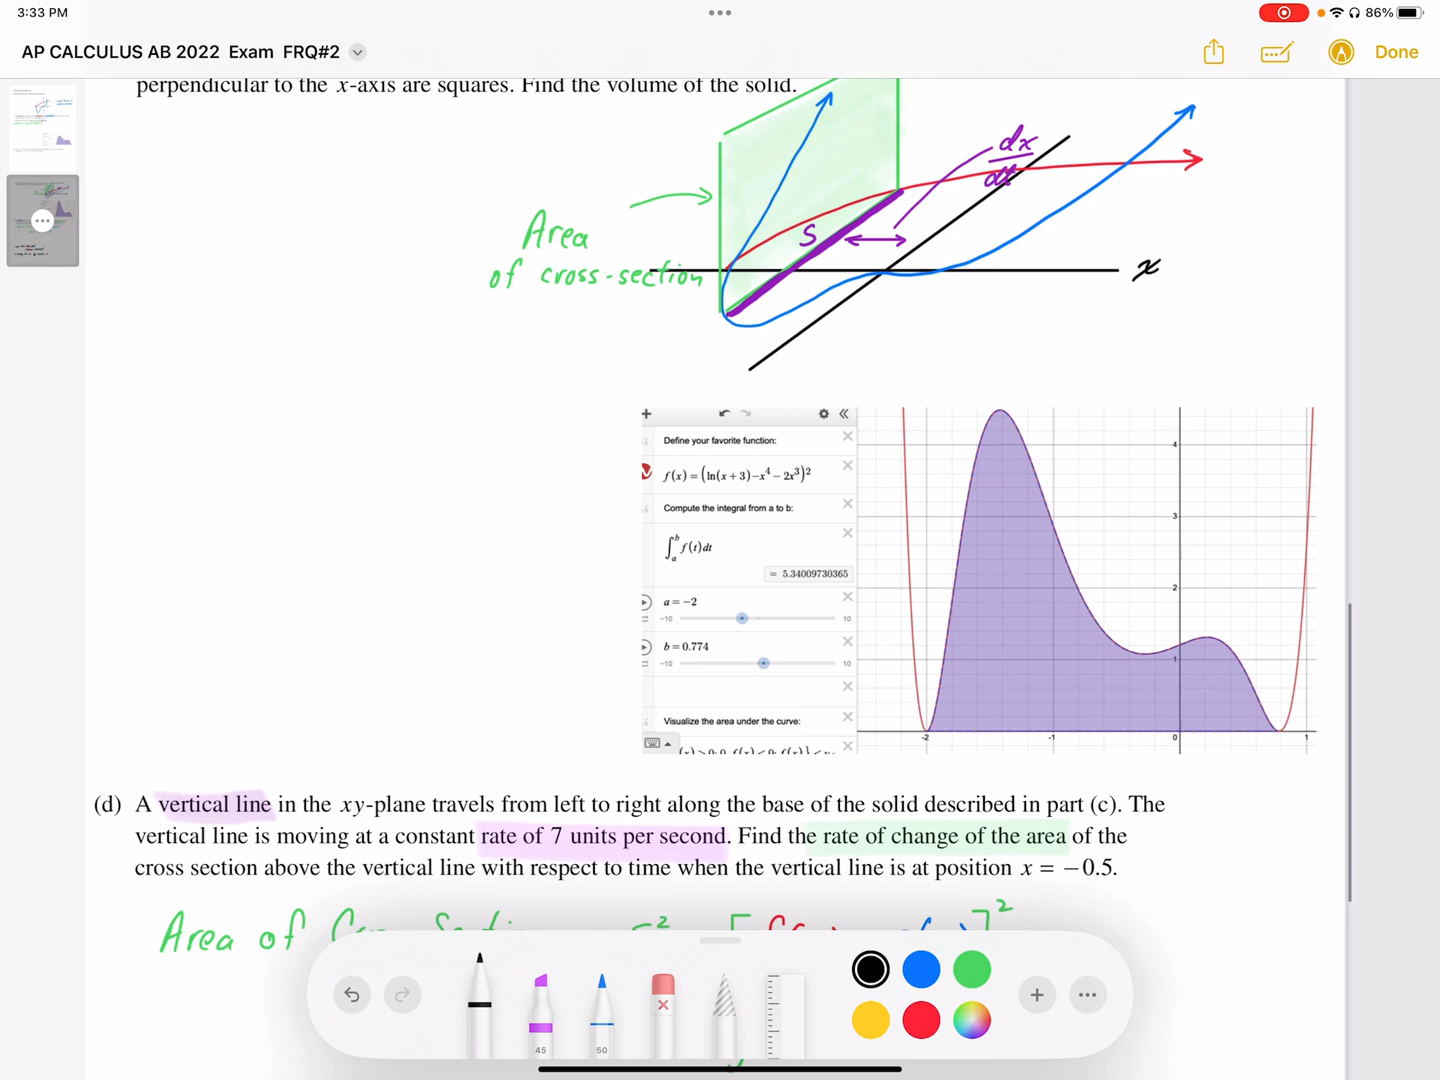 3:33 PM
86%
AP CALCULUS AB 2022 Exam FRQ#2
Done
perpendicular to the x-axis are squares. Find the volume of the solid.
dx
dt
Area
of cross-section
S
x
Define your favorite function:
f(x) = (ln(x + 3) – x⁴ – 2x³)2
Compute the integral from a to b:
∫ₐᵇ f(t) dt
= 5.34009730365
a = –2
-10
10
b = 0.774
-10
10
Visualize the area under the curve:
4
3
2
1
-2
-1
0
1
(d) A vertical line in the xy-plane travels from left to right along the base of the solid described in part (c). The
vertical line is moving at a constant rate of 7 units per second. Find the rate of change of the area of the
cross section above the vertical line with respect to time when the vertical line is at position x = −0.5.
Area of
45
50